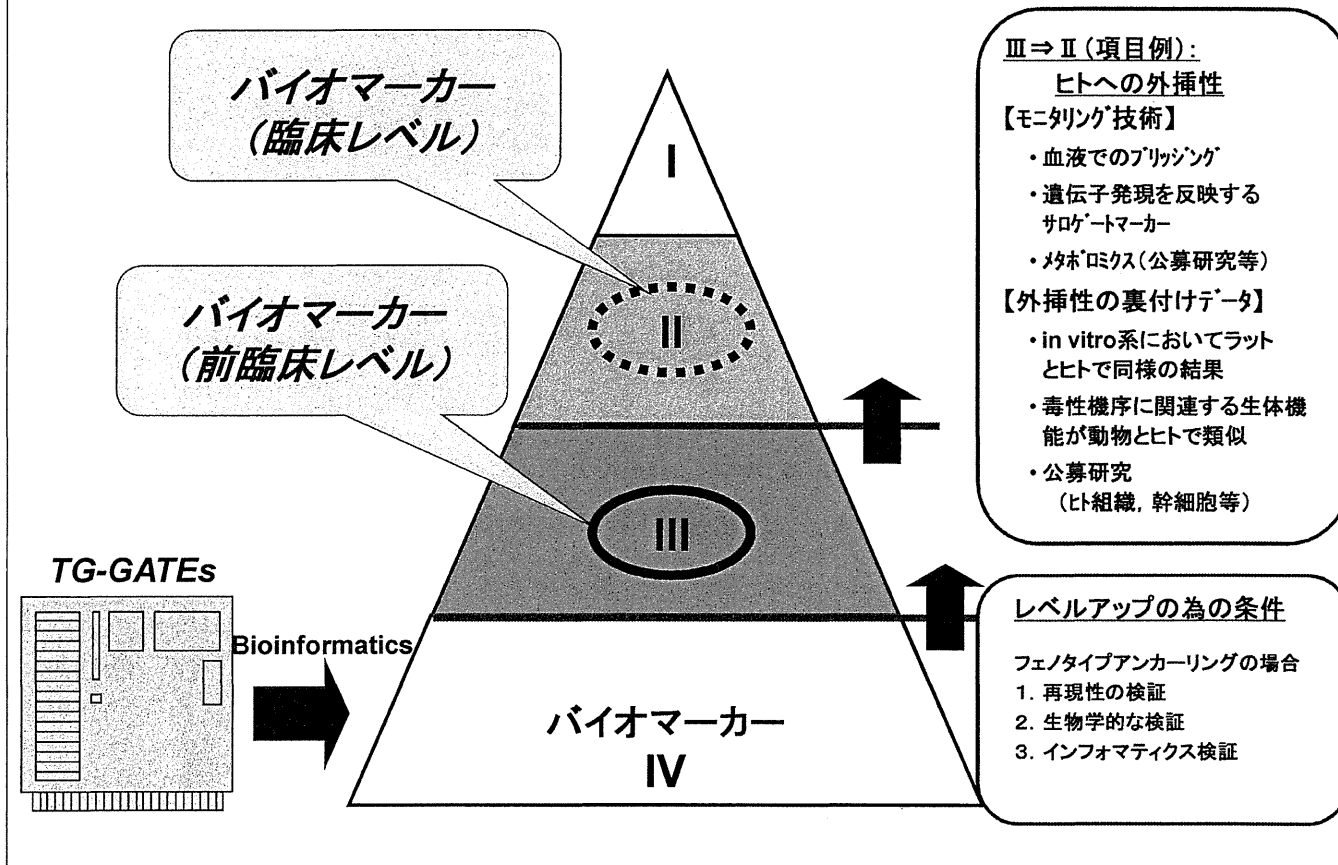 バイオマーカー
(臨床レベル)
バイオマーカー
(前臨床レベル)
TG-GATEs
Bioinformatics
I
II
III
バイオマーカー
IV
Ⅲ⇒Ⅱ(項目例):
ヒトへの外挿性
【モニタリング技術】
・血液でのブリッジング
・遺伝子発現を反映する
サロゲートマーカー
・メタボロミクス(公募研究等)
【外挿性の裏付けデータ】
・in vitro系においてラット
とヒトで同様の結果
・毒性機序に関連する生体機
能が動物とヒトで類似
・公募研究
(ヒト組織, 幹細胞等)
レベルアップの為の条件
フェノタイプアンカーリングの場合
1. 再現性の検証
2. 生物学的な検証
3. インフォマティクス検証